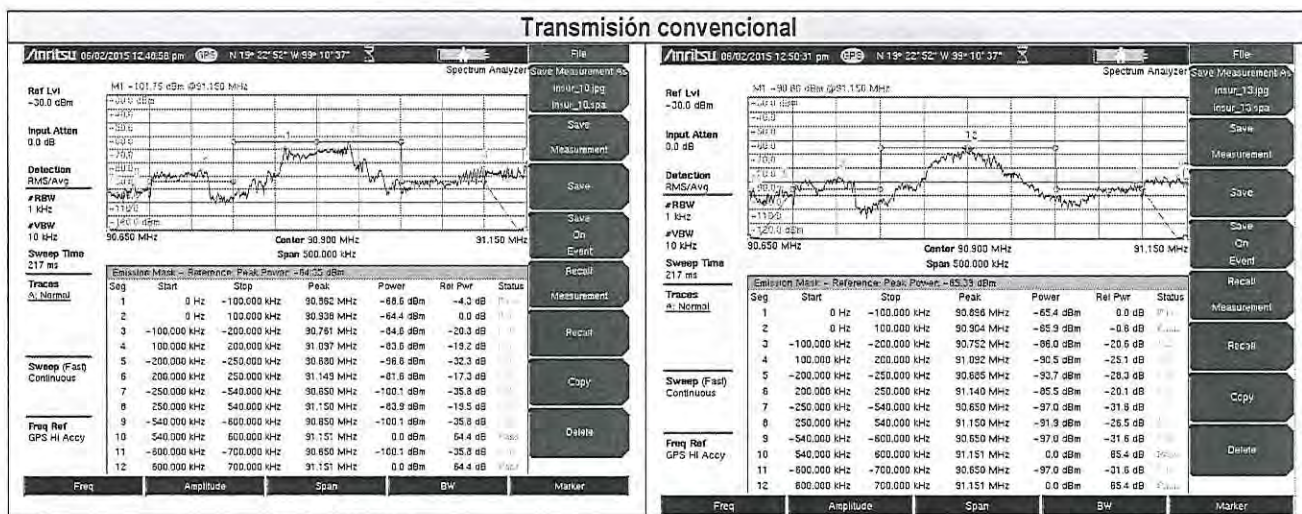 Transmisión convencional
Anritsu 06/02/2015 12:48:58 pm GPS N 19° 22' 52" W 99° 10' 37"
Spectrum Analyzer
M1 -101.75 dBm @91.150 MHz
Ref Lvl
-30.0 dBm
Input Atten
0.0 dB
Detection
RMS/Avg
#RBW
1 kHz
#VBW
10 kHz
Sweep Time
217 ms
Traces
A: Normal
Sweep (Fast)
Continuous
Freq Ref
GPS Hi Accy
90.650 MHz
Center 90.900 MHz
91.150 MHz
Span 500.000 kHz
Emission Mask - Reference: Peak Power: -64.35 dBm
Seg Start Stop Peak Power Rel Pwr Status
1 0 Hz -100.000 kHz 90.862 MHz -68.6 dBm -4.3 dB
2 0 Hz 100.000 kHz 90.936 MHz -64.4 dBm 0.0 dB
3 -100.000 kHz -200.000 kHz 90.761 MHz -84.6 dBm -20.3 dB
4 100.000 kHz 200.000 kHz 91.097 MHz -83.6 dBm -19.2 dB
5 -200.000 kHz -250.000 kHz 90.680 MHz -96.6 dBm -32.3 dB
6 200.000 kHz 250.000 kHz 91.149 MHz -81.6 dBm -17.3 dB
7 -250.000 kHz -540.000 kHz 90.650 MHz -100.1 dBm -35.8 dB
8 250.000 kHz 540.000 kHz 91.150 MHz -83.9 dBm -19.5 dB
9 -540.000 kHz -600.000 kHz 90.650 MHz -100.1 dBm -35.8 dB
10 540.000 kHz 600.000 kHz 91.151 MHz 0.0 dBm 64.4 dB Pass
11 -600.000 kHz -700.000 kHz 90.650 MHz -100.1 dBm -35.8 dB
12 600.000 kHz 700.000 kHz 91.151 MHz 0.0 dBm 64.4 dB Pass
File
Save Measurement As
insur_10.jpg
insur_10.spa
Save
Measurement
Save
Save
On
Event
Recall
Measurement
Recall
Copy
Delete
Freq Amplitude Span BW Marker
Anritsu 06/02/2015 12:50:31 pm GPS N 19° 22' 52" W 99° 10' 37"
Spectrum Analyzer
M1 -90.80 dBm @91.150 MHz
Ref Lvl
-30.0 dBm
Input Atten
0.0 dB
Detection
RMS/Avg
#RBW
1 kHz
#VBW
10 kHz
Sweep Time
217 ms
Traces
A: Normal
Sweep (Fast)
Continuous
Freq Ref
GPS Hi Accy
90.650 MHz
Center 90.900 MHz
91.150 MHz
Span 500.000 kHz
Emission Mask - Reference: Peak Power: -65.39 dBm
Seg Start Stop Peak Power Rel Pwr Status
1 0 Hz -100.000 kHz 90.896 MHz -65.4 dBm 0.0 dB
2 0 Hz 100.000 kHz 90.904 MHz -65.9 dBm -0.6 dB
3 -100.000 kHz -200.000 kHz 90.752 MHz -86.0 dBm -20.6 dB
4 100.000 kHz 200.000 kHz 91.092 MHz -90.5 dBm -25.1 dB
5 -200.000 kHz -250.000 kHz 90.685 MHz -93.7 dBm -28.3 dB
6 200.000 kHz 250.000 kHz 91.140 MHz -85.5 dBm -20.1 dB
7 -250.000 kHz -540.000 kHz 90.650 MHz -97.0 dBm -31.6 dB
8 250.000 kHz 540.000 kHz 91.150 MHz -91.9 dBm -26.5 dB
9 -540.000 kHz -600.000 kHz 90.650 MHz -97.0 dBm -31.6 dB
10 540.000 kHz 600.000 kHz 91.151 MHz 0.0 dBm 65.4 dB
11 -600.000 kHz -700.000 kHz 90.650 MHz -97.0 dBm -31.6 dB
12 600.000 kHz 700.000 kHz 91.151 MHz 0.0 dBm 65.4 dB
File
Save Measurement As
insur_13.jpg
insur_13.spa
Save
Measurement
Save
Save
On
Event
Recall
Measurement
Recall
Copy
Delete
Freq Amplitude Span BW Marker